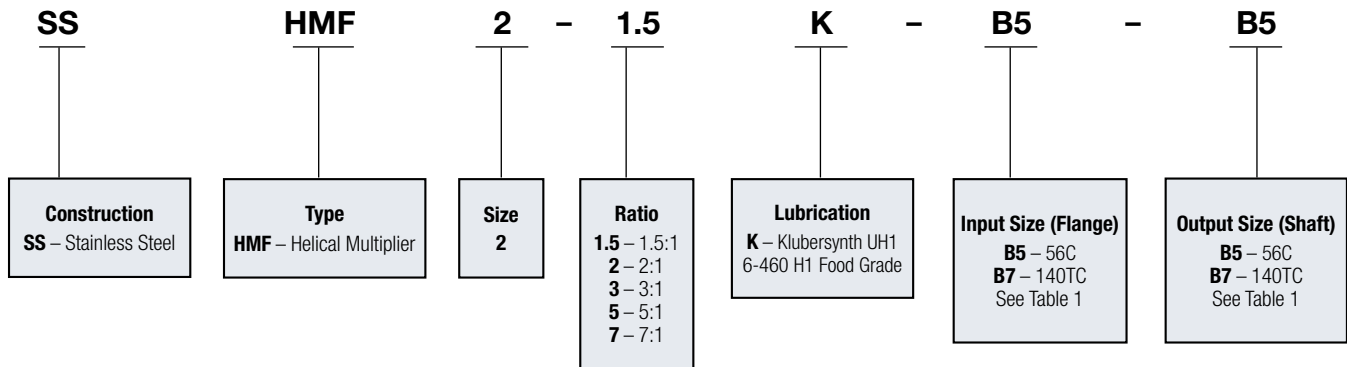 SS HMF 2 – 1.5 K – B5 – B5
Construction
SS – Stainless Steel
Type
HMF – Helical Multiplier
Size
2
Ratio
1.5 – 1.5:1
2 – 2:1
3 – 3:1
5 – 5:1
7 – 7:1
Lubrication
K – Klubersynth UH1
6-460 H1 Food Grade
Input Size (Flange)
B5 – 56C
B7 – 140TC
See Table 1
Output Size (Shaft)
B5 – 56C
B7 – 140TC
See Table 1